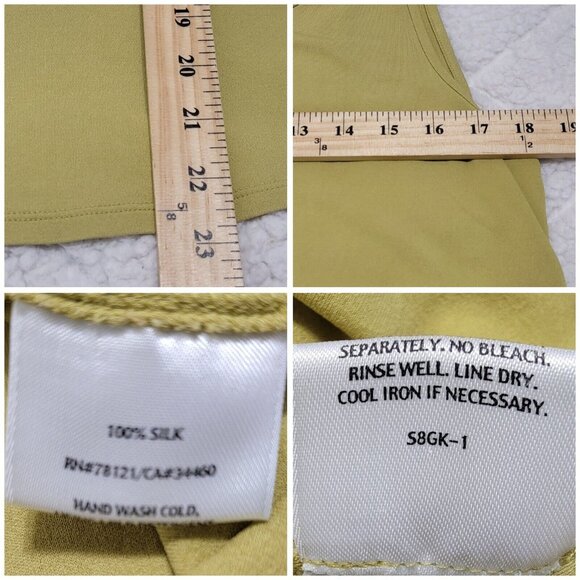 19
20
21
22
5/8
23
13 14 15 16 17 18 19
3/8
1/2
100% SILK
RN#78121/CA#34460
HAND WASH COLD,
SEPARATELY. NO BLEACH.
RINSE WELL. LINE DRY.
COOL IRON IF NECESSARY.
S8GK-1